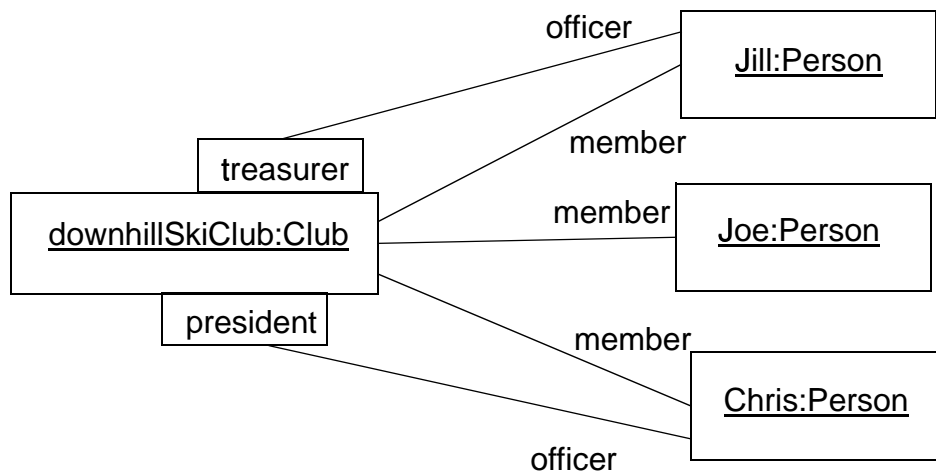 officer
Jill:Person
member
treasurer
member
downhillSkiClub:Club
Joe:Person
president
member
Chris:Person
officer